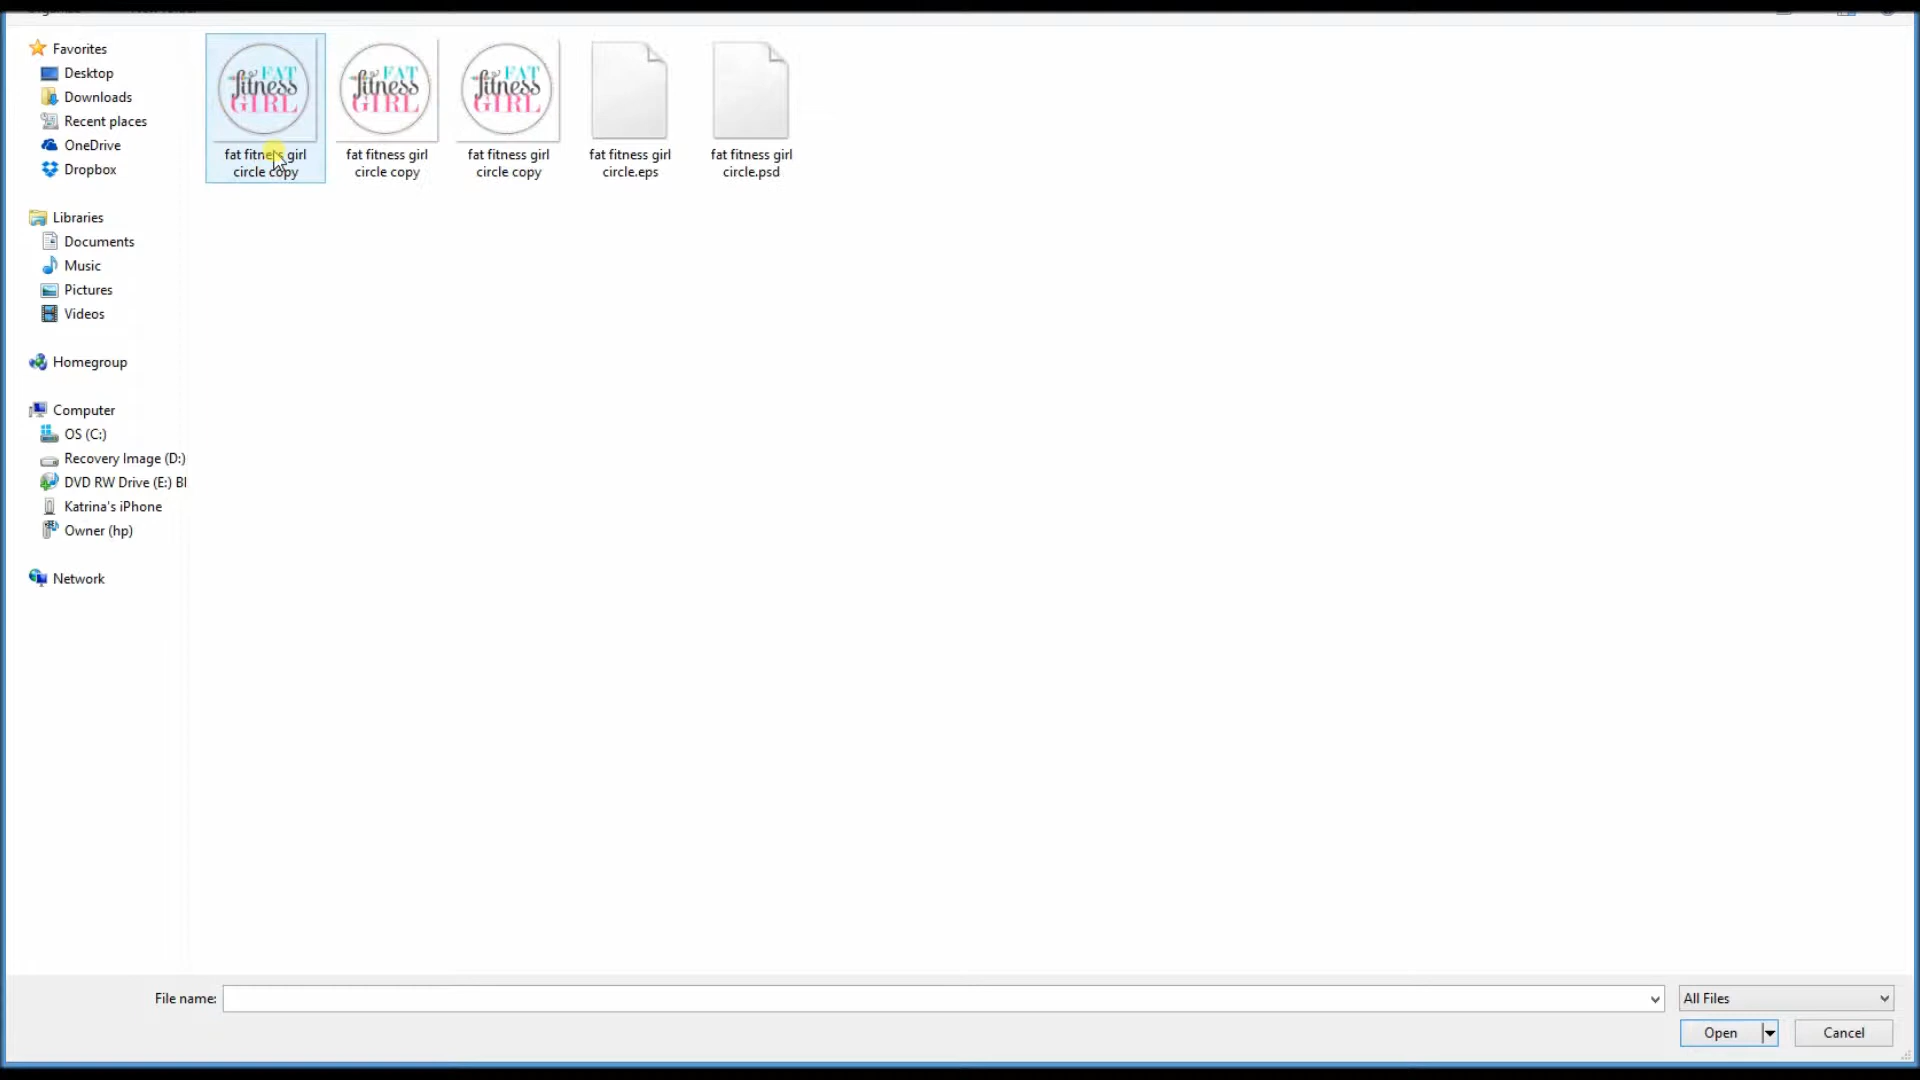 Favorites
Desktop
Downloads
Recent places
OneDrive
Dropbox
Libraries
Documents
Music
Pictures
Videos
Homegroup
Computer
OS (C:)
Recovery Image (D:)
DVD RW Drive (E:) Bl
Katrina's iPhone
Owner (hp)
Network
FAT
fitness
GIRL
fat fitness girl
circle copy
FAT
fitness
GIRL
fat fitness girl
circle copy
FAT
fitness
GIRL
fat fitness girl
circle copy
fat fitness girl
circle.eps
fat fitness girl
circle.psd
File name:
All Files
Open
Cancel